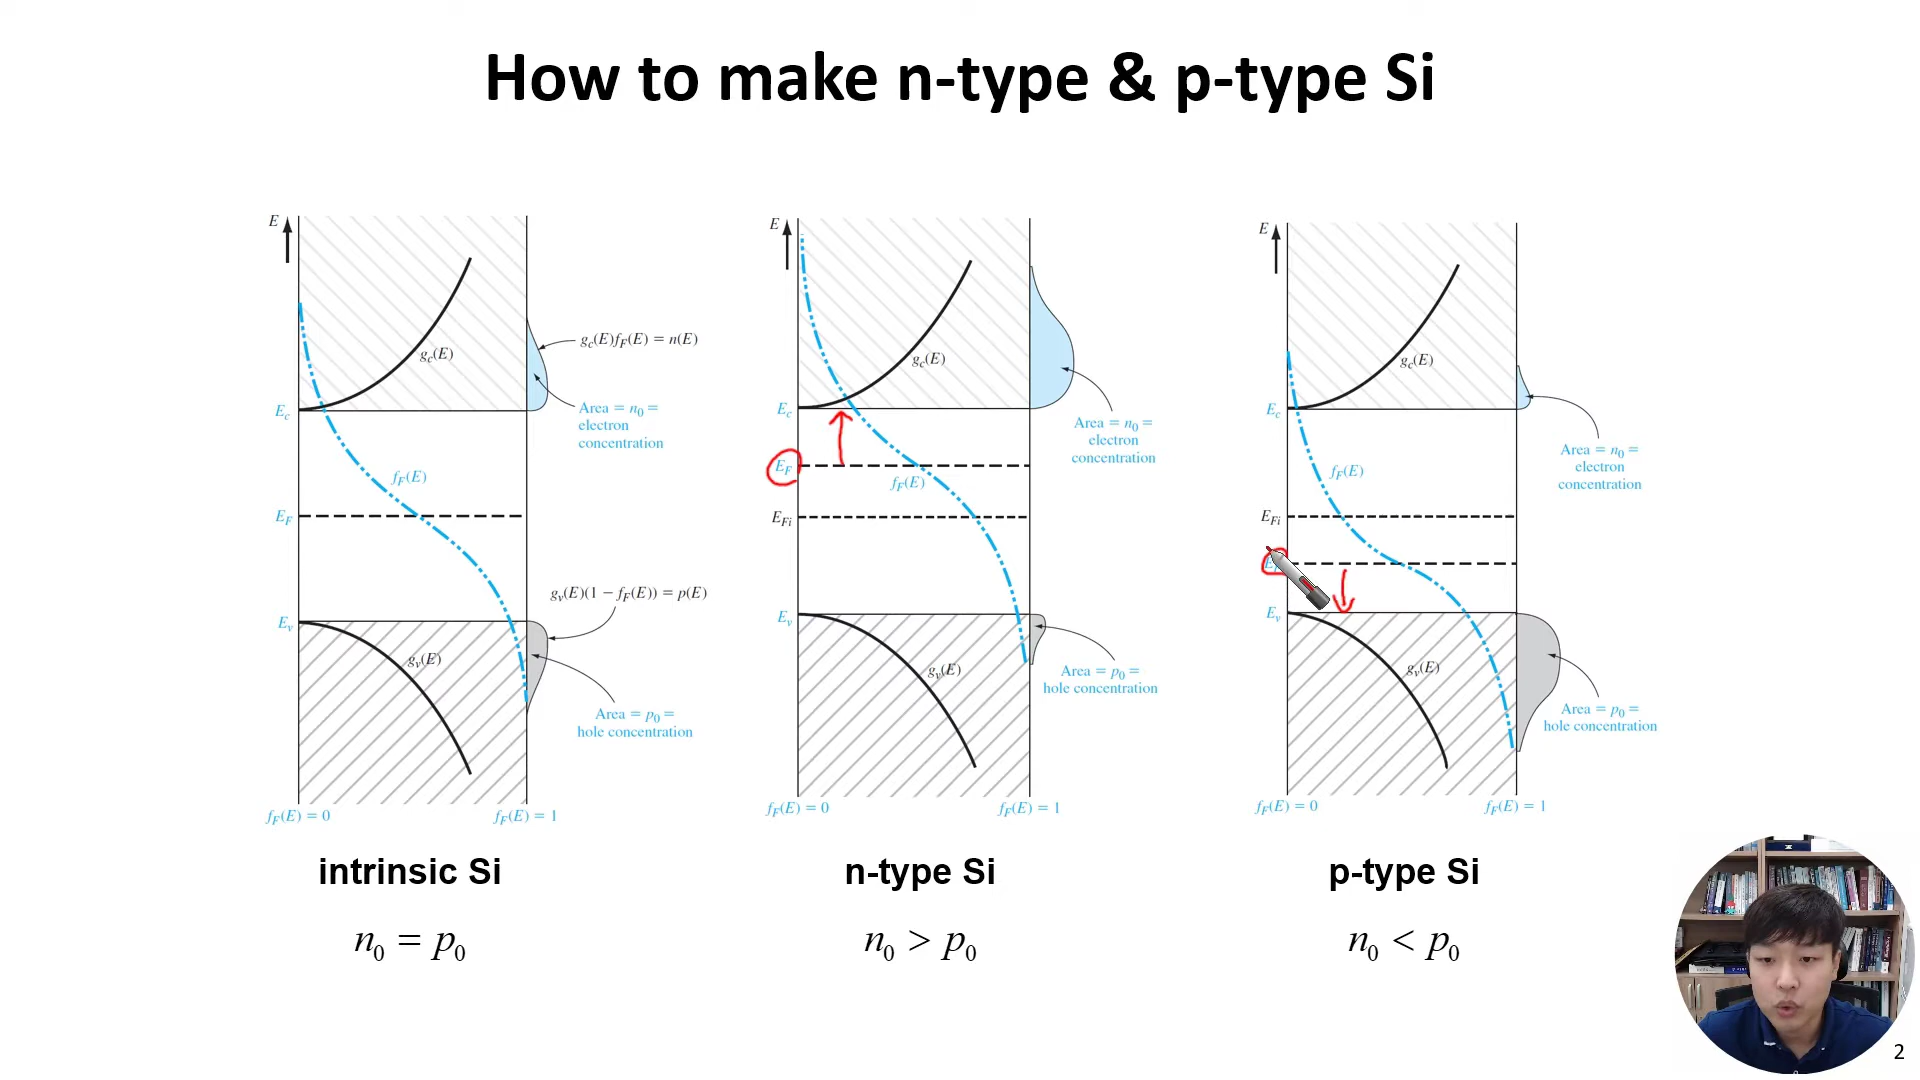 How to make n-type & p-type Si
E
g_c(E)
g_c(E)f_F(E) = n(E)
E_c
Area = n_0 =
electron
concentration
f_F(E)
E_F
g_v(E)(1 − f_F(E)) = p(E)
E_v
g_v(E)
Area = p_0 =
hole concentration
f_F(E) = 0
f_F(E) = 1
intrinsic Si
n_0 = p_0
E
g_c(E)
E_c
Area = n_0 =
electron
concentration
E_F
f_F(E)
E_Fi
E_v
g_v(E)
Area = p_0 =
hole concentration
f_F(E) = 0
f_F(E) = 1
n-type Si
n_0 > p_0
E
g_c(E)
E_c
Area = n_0 =
electron
concentration
f_F(E)
E_Fi
E_v
g_v(E)
Area = p_0 =
hole concentration
f_F(E) = 0
f_F(E) = 1
p-type Si
n_0 < p_0
2